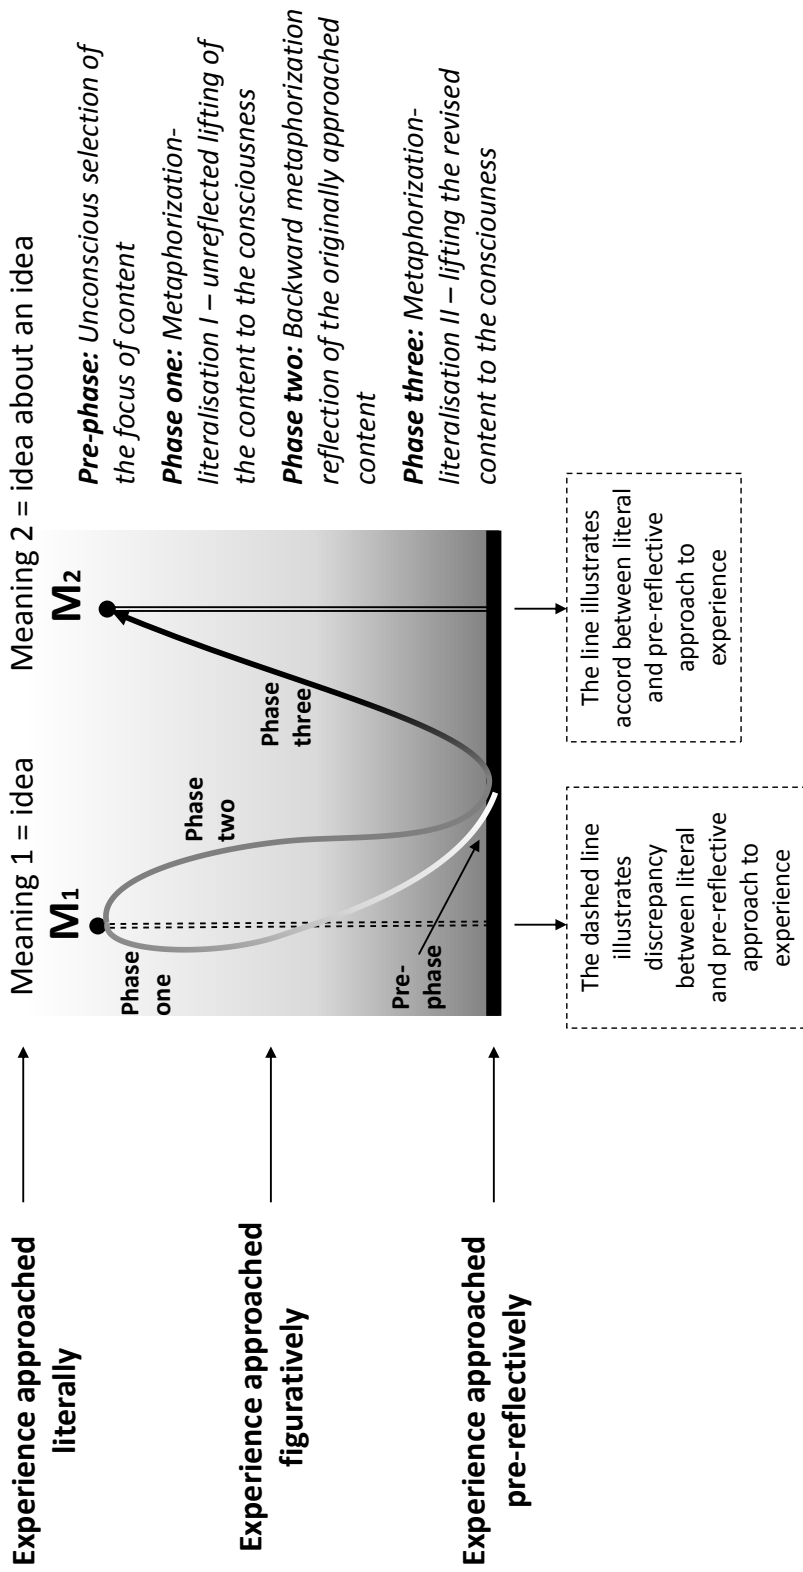 Meaning 1 = idea
Meaning 2 = idea about an idea
Experience approached
literally
Experience approached
figuratively
Experience approached
pre-reflectively
M1
M2
Phase
one
Phase
two
Phase
three
Pre-
phase
Pre-phase: Unconscious selection of
the focus of content
Phase one: Metaphorization-
literalisation I – unreflected lifting of
the content to the consciousness
Phase two: Backward metaphorization
reflection of the originally approached
content
Phase three: Metaphorization-
literalisation II – lifting the revised
content to the consciouness
The dashed line
illustrates
discrepancy
between literal
and pre-reflective
approach to
experience
The line illustrates
accord between literal
and pre-reflective
approach to
experience